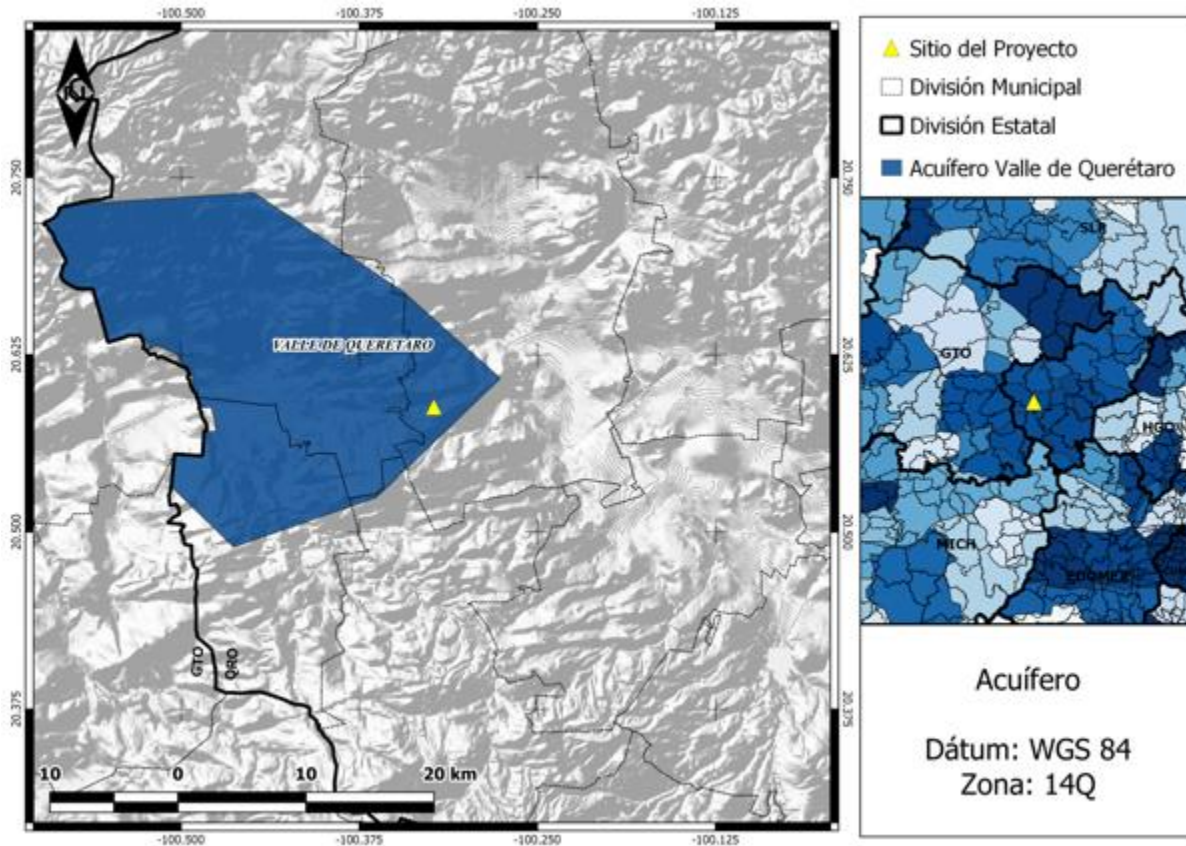 -100.500
-100.375
-100.250
-100.125
20.750
20.750
VALLE DE QUERETARO
20.625
20.625
20.500
20.500
GTO
QRO
20.375
20.375
10 0 10 20 km
-100.500
-100.375
-100.250
-100.125
Sitio del Proyecto
División Municipal
División Estatal
Acuífero Valle de Querétaro
SLP
GTO
HGO
MICH
EDOMEX
Acuífero
Dátum: WGS 84
Zona: 14Q